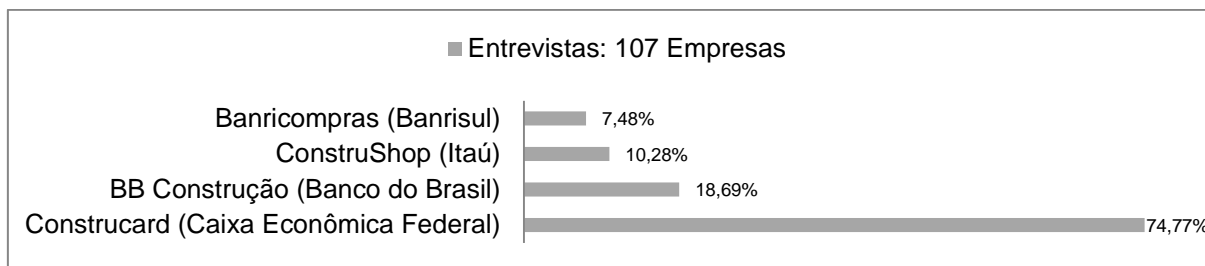 Entrevistas: 107 Empresas
Banricompras (Banrisul) 7,48%
ConstruShop (Itaú) 10,28%
BB Construção (Banco do Brasil) 18,69%
Construcard (Caixa Econômica Federal) 74,77%